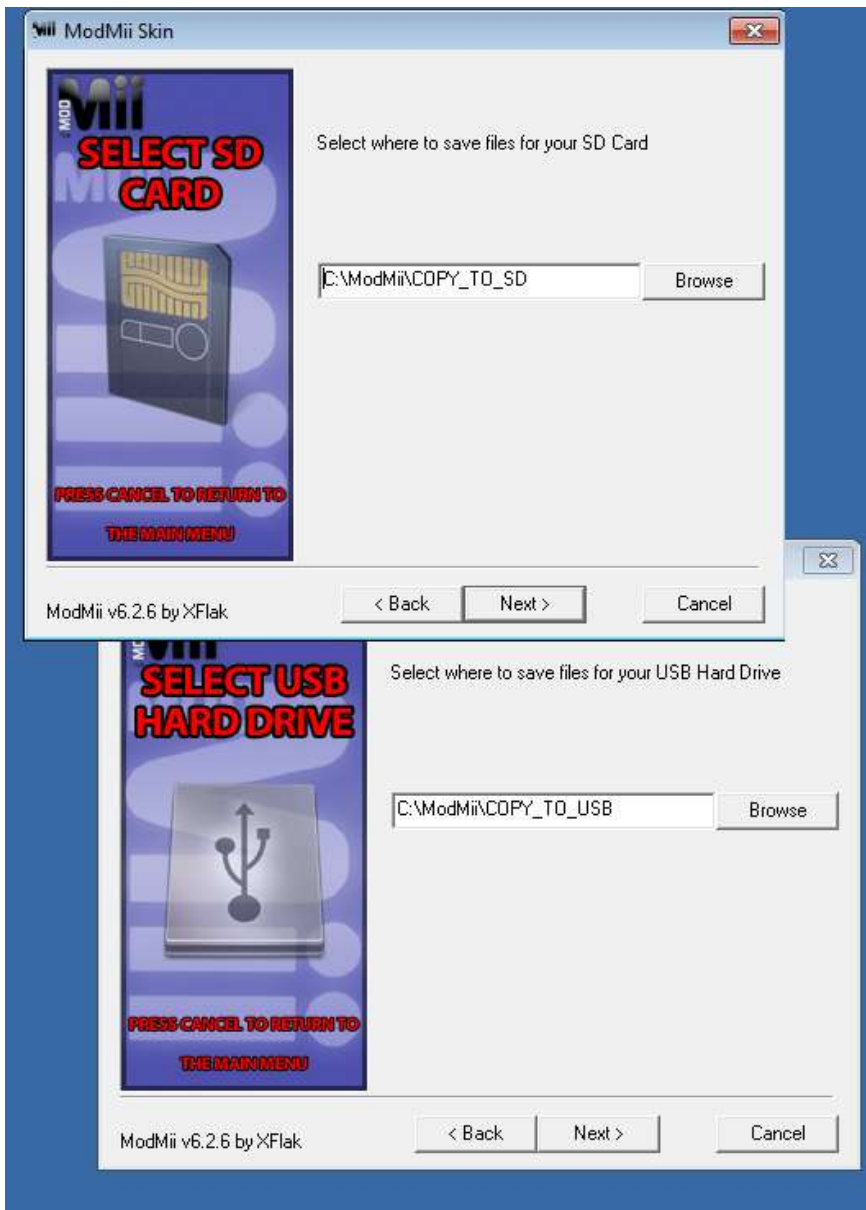 ModMii Skin
MOD
Mii
SELECT SD
CARD
PRESS CANCEL TO RETURN TO
THE MAIN MENU
Select where to save files for your SD Card
C:\ModMii\COPY_TO_SD
Browse
ModMii v6.2.6 by XFlak
< Back
Next >
Cancel
SELECT USB
HARD DRIVE
PRESS CANCEL TO RETURN TO
THE MAIN MENU
Select where to save files for your USB Hard Drive
C:\ModMii\COPY_TO_USB
Browse
ModMii v6.2.6 by XFlak
< Back
Next >
Cancel